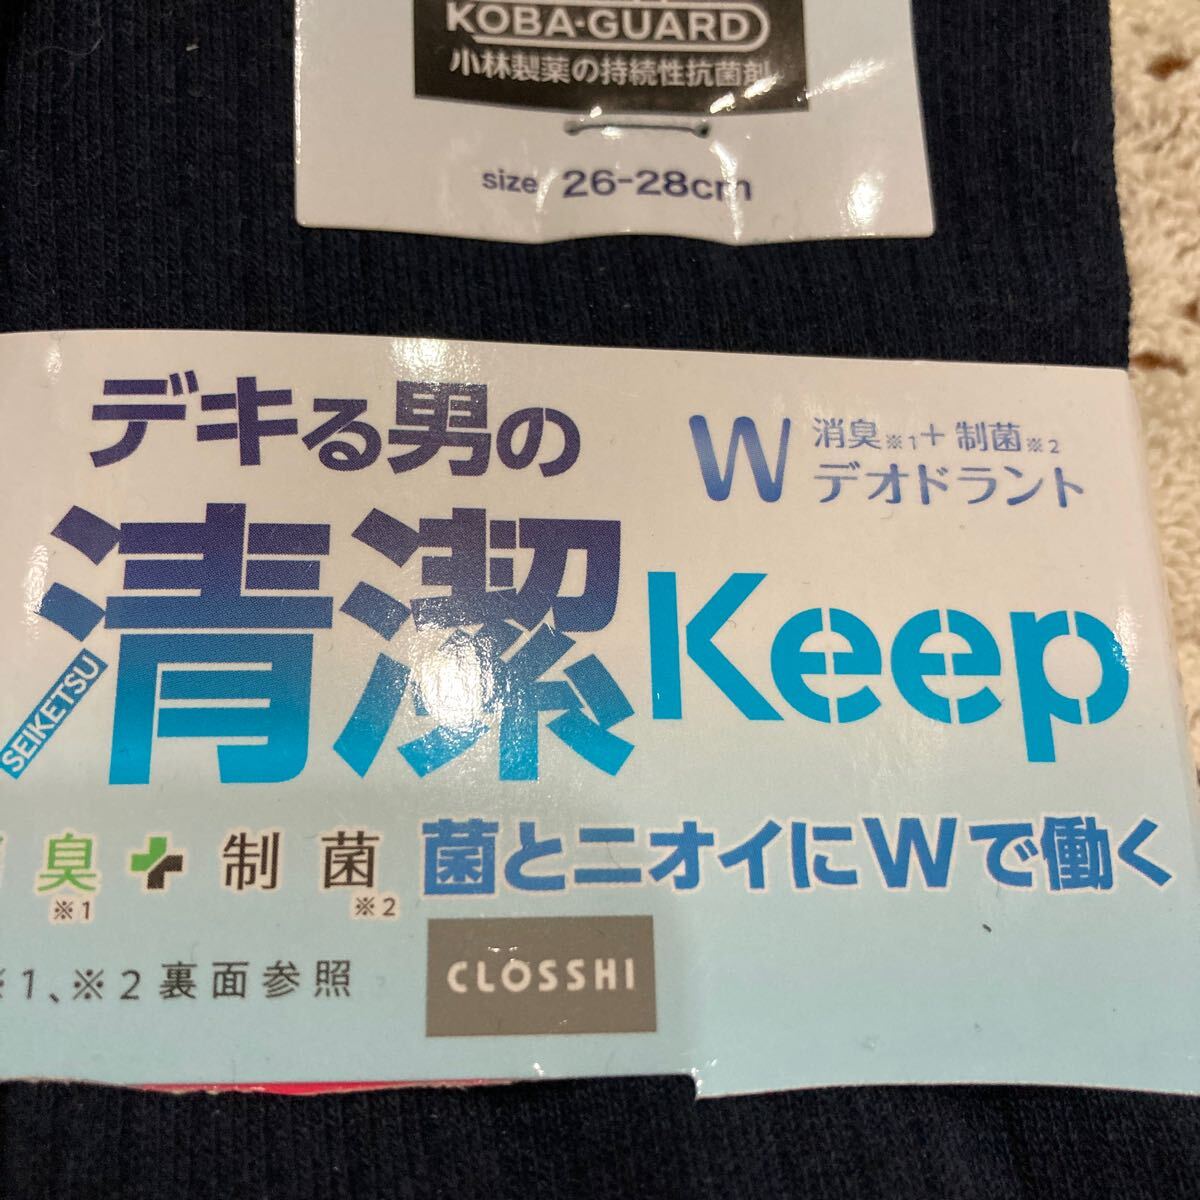 KOBA-GUARD
小林製薬の持続性抗菌剤
size 26-28cm
デキる男の
W 消臭※1+制菌※2
デオドラント
清潔Keep
SEIKETSU
臭※1 + 制菌※2 菌とニオイにWで働く
※1、※2裏面参照
CLOSSHI